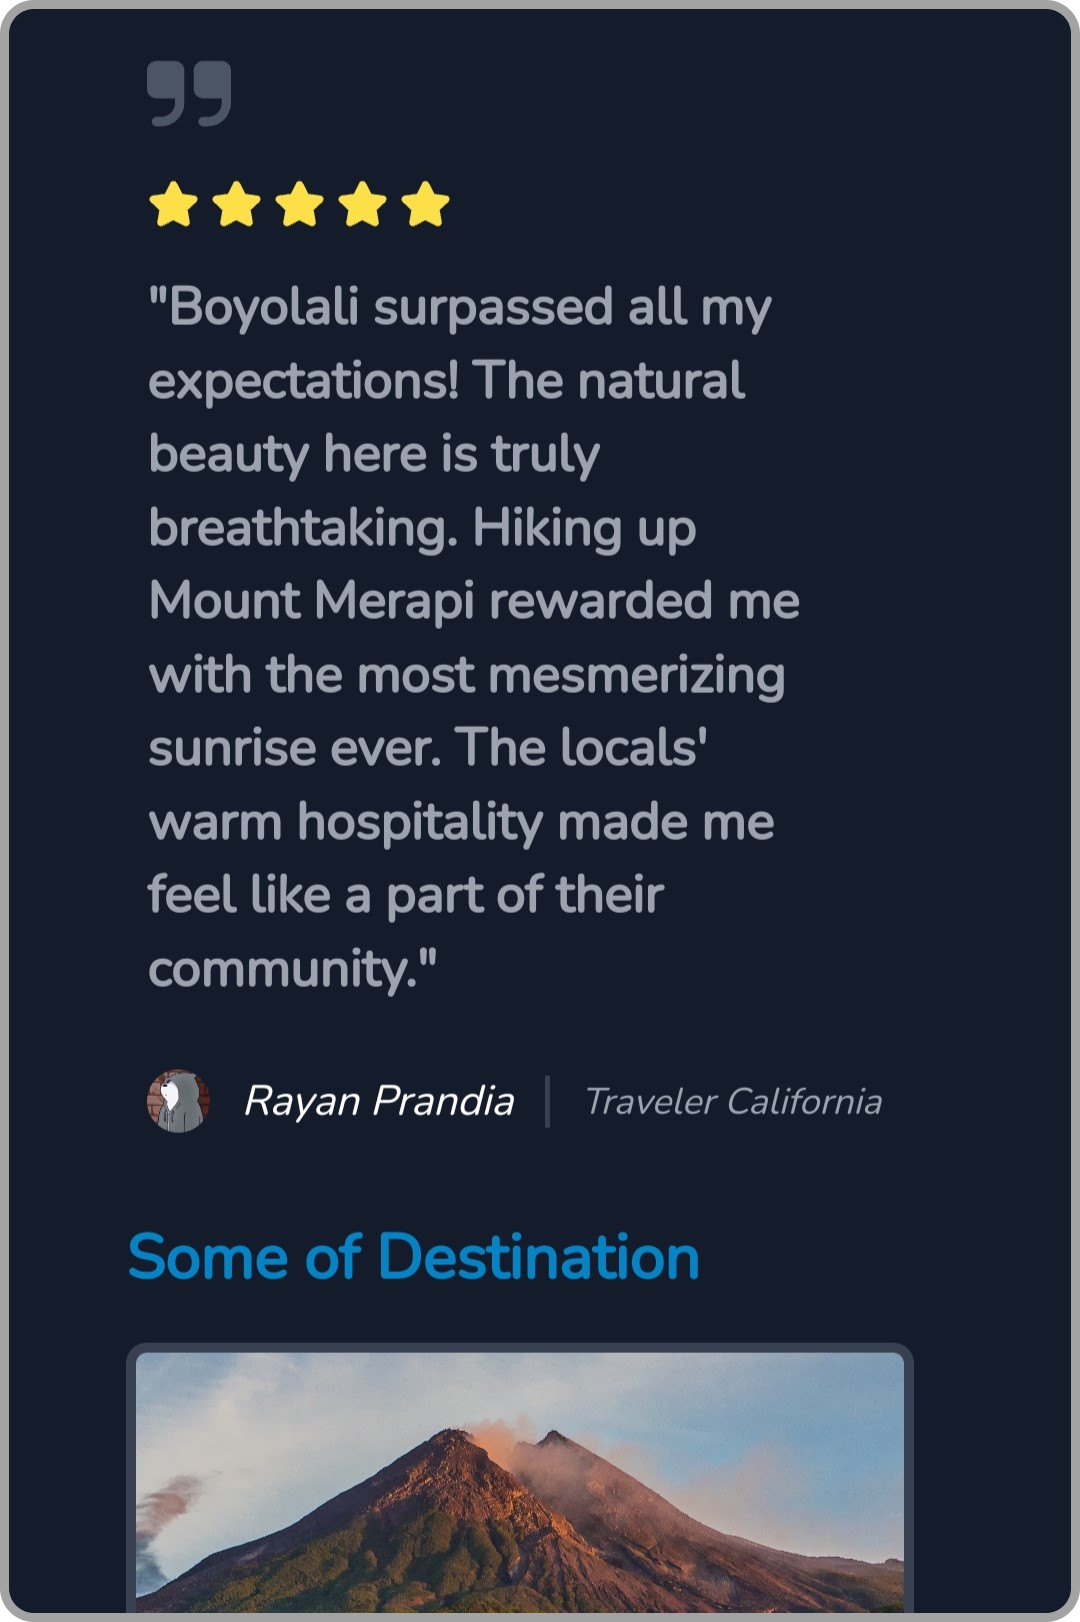 "Boyolali surpassed all my
expectations! The natural
beauty here is truly
breathtaking. Hiking up
Mount Merapi rewarded me
with the most mesmerizing
sunrise ever. The locals'
warm hospitality made me
feel like a part of their
community."
Rayan Prandia | Traveler California
Some of Destination